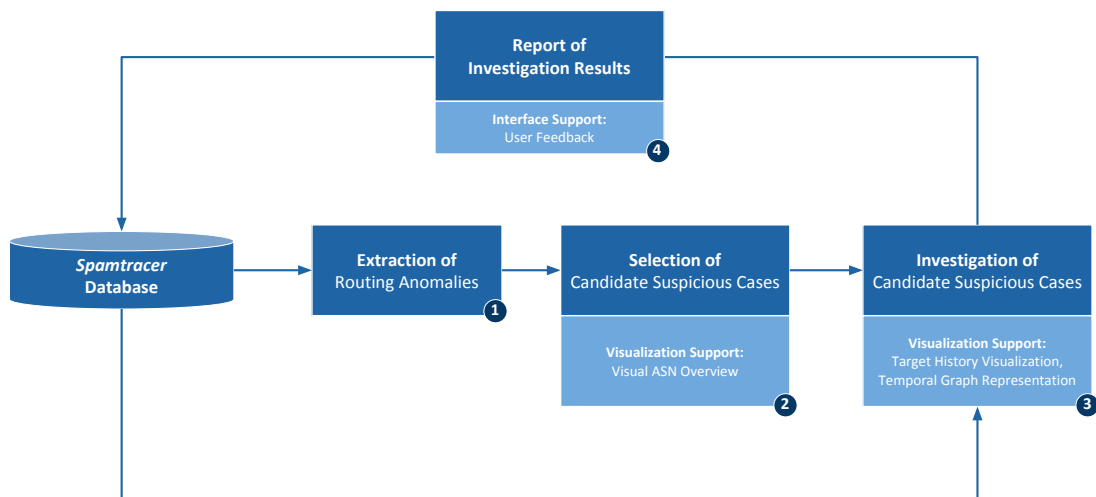 Report of
Investigation Results
Interface Support:
User Feedback
4
Spamtracer
Database
Extraction of
Routing Anomalies
1
Selection of
Candidate Suspicious Cases
Visualization Support:
Visual ASN Overview
2
Investigation of
Candidate Suspicious Cases
Visualization Support:
Target History Visualization,
Temporal Graph Representation
3